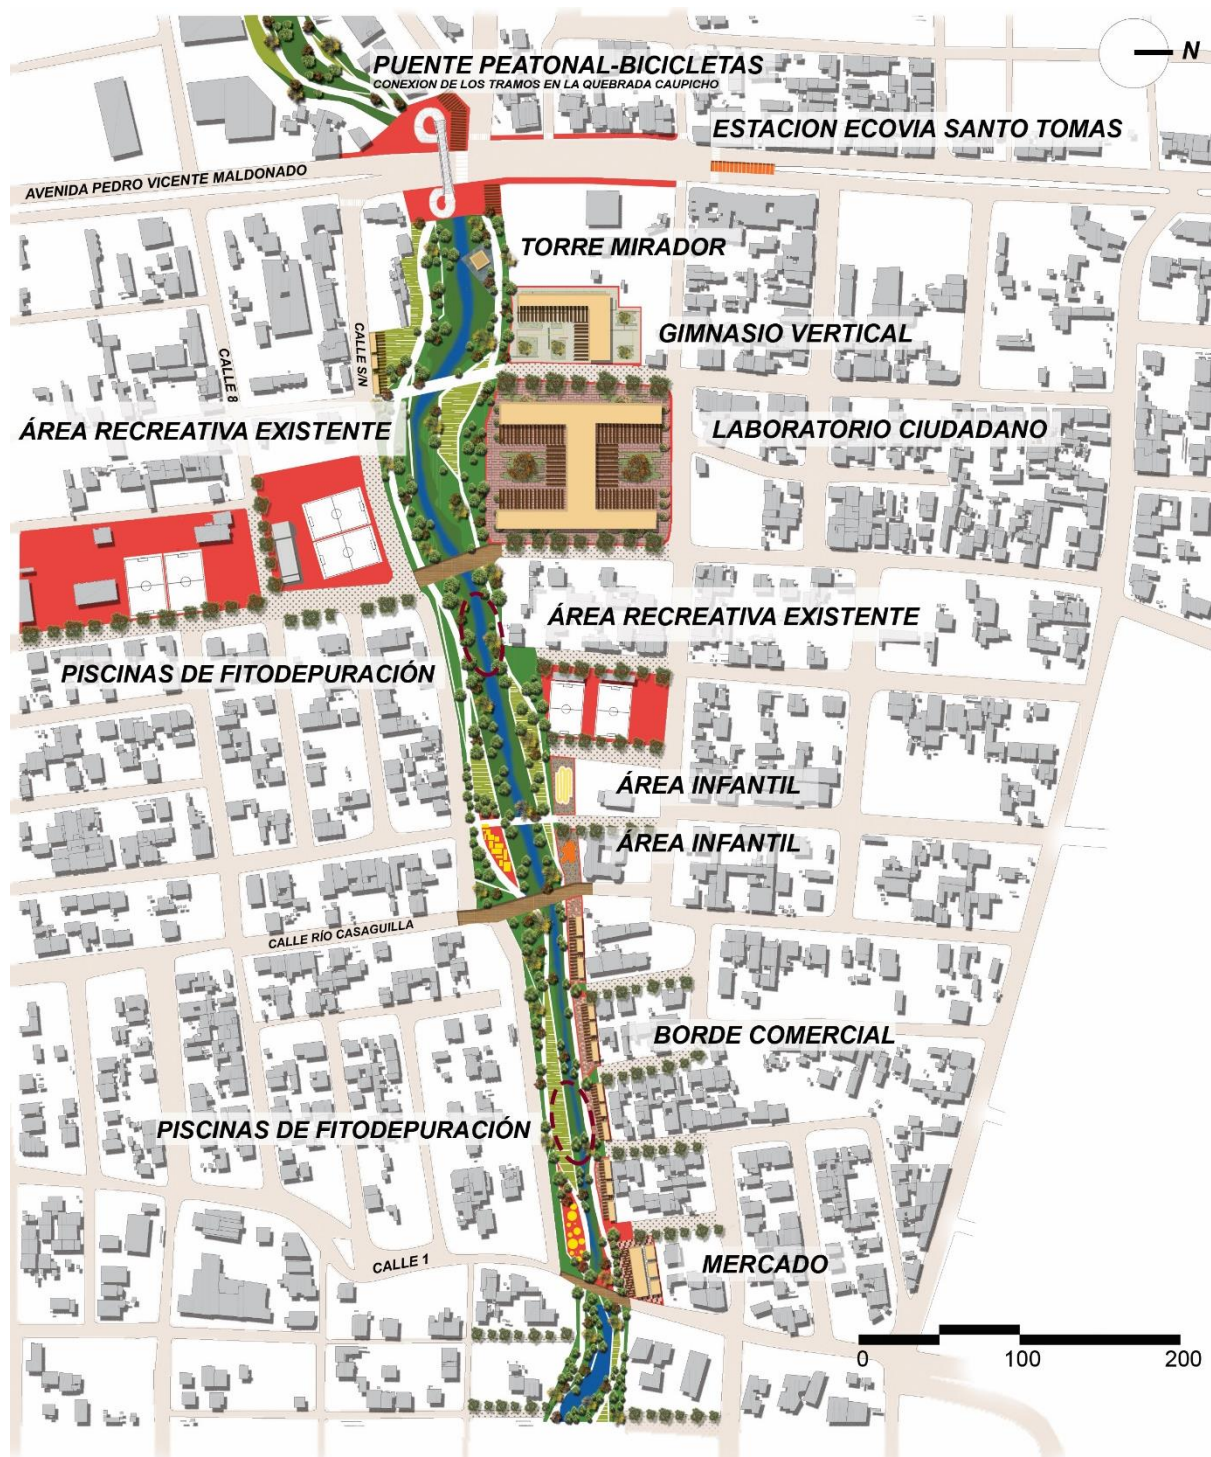 PUENTE PEATONAL-BICICLETAS
CONEXION DE LOS TRAMOS EN LA QUEBRADA CAUPICHO
N
ESTACION ECOVIA SANTO TOMAS
AVENIDA PEDRO VICENTE MALDONADO
TORRE MIRADOR
GIMNASIO VERTICAL
CALLE S/N
CALLE 8
ÁREA RECREATIVA EXISTENTE
LABORATORIO CIUDADANO
ÁREA RECREATIVA EXISTENTE
PISCINAS DE FITODEPURACIÓN
ÁREA INFANTIL
ÁREA INFANTIL
CALLE RÍO CASAGUILLA
BORDE COMERCIAL
PISCINAS DE FITODEPURACIÓN
CALLE 1
MERCADO
0 100 200